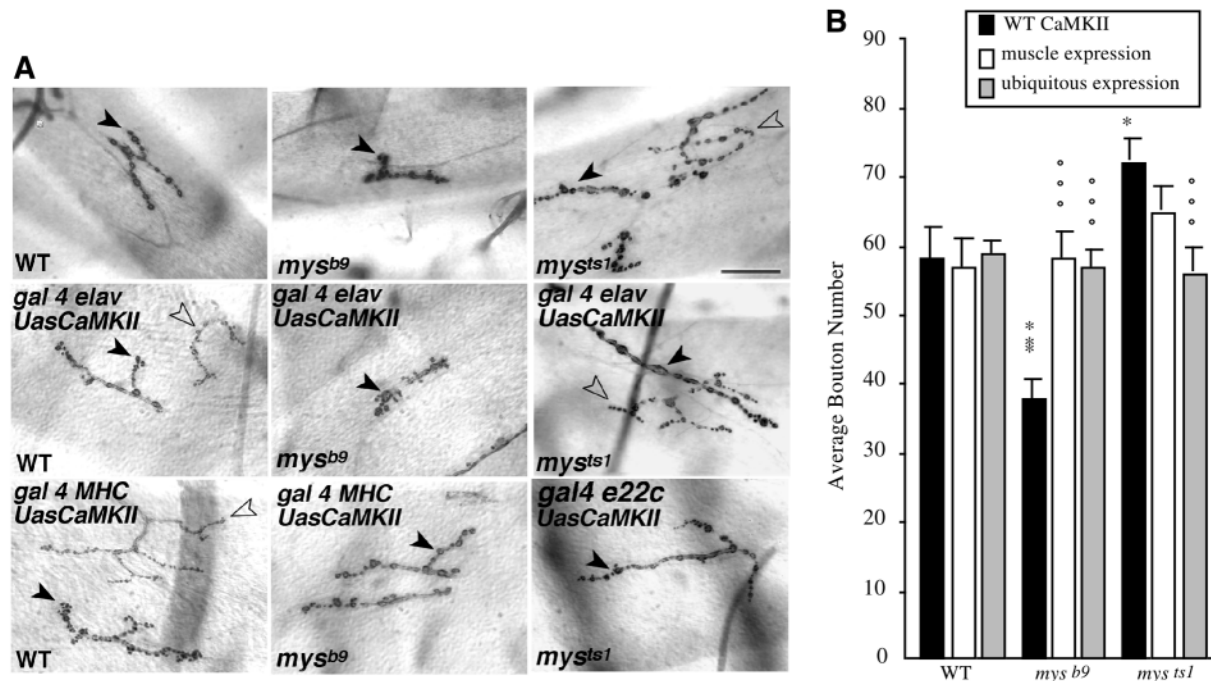 A
WT
mys b9
mys ts1
gal 4 elav
UasCaMKII
WT
gal 4 elav
UasCaMKII
mys b9
gal 4 elav
UasCaMKII
mys ts1
gal 4 MHC
UasCaMKII
WT
gal 4 MHC
UasCaMKII
mys b9
gal4 e22c
UasCaMKII
mys ts1
B
WT CaMKII
muscle expression
ubiquitous expression
Average Bouton Number
90
80
70
60
50
40
30
20
10
0
*
***
WT
mys b9
mys ts1